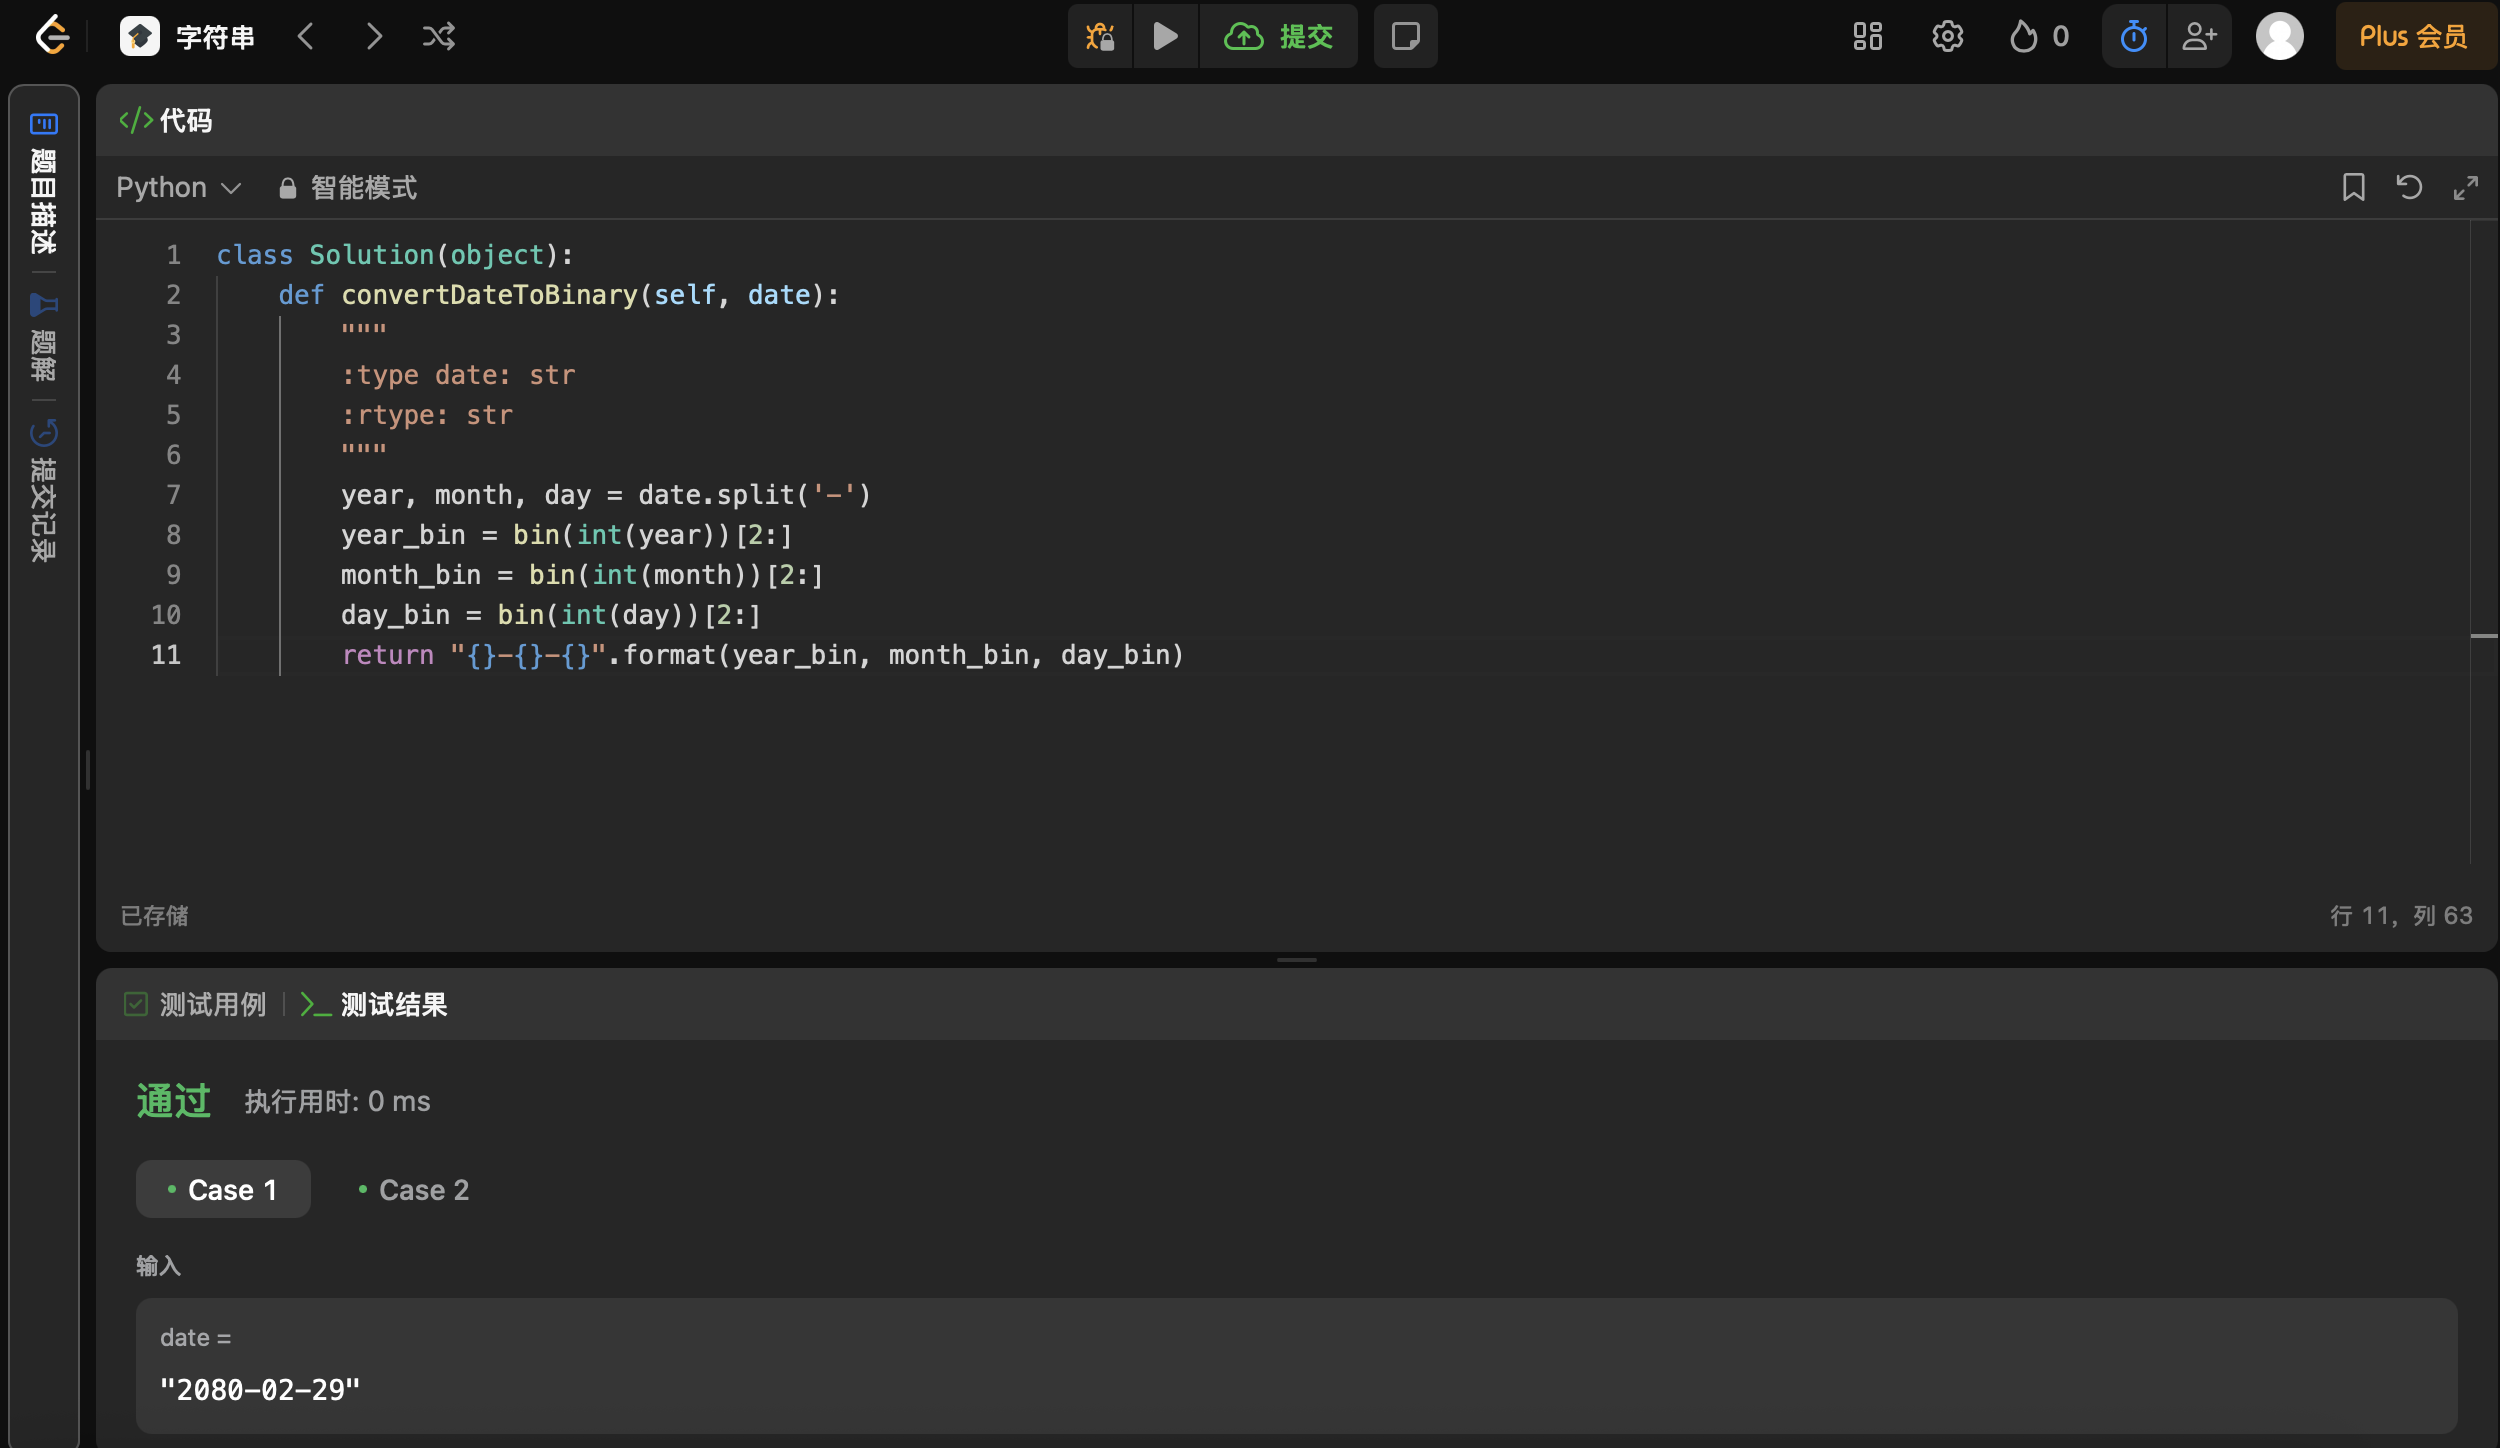 字符串
提交
0
Plus 会员
题目描述
题解
提交记录
</> 代码
Python
智能模式
1 class Solution(object):
2 def convertDateToBinary(self, date):
3 """
4 :type date: str
5 :rtype: str
6 """
7 year, month, day = date.split('-')
8 year_bin = bin(int(year))[2:]
9 month_bin = bin(int(month))[2:]
10 day_bin = bin(int(day))[2:]
11 return "{}-{}-{}".format(year_bin, month_bin, day_bin)
已存储
行 11, 列 63
测试用例
测试结果
通过
执行用时: 0 ms
Case 1
Case 2
输入
date =
"2080-02-29"